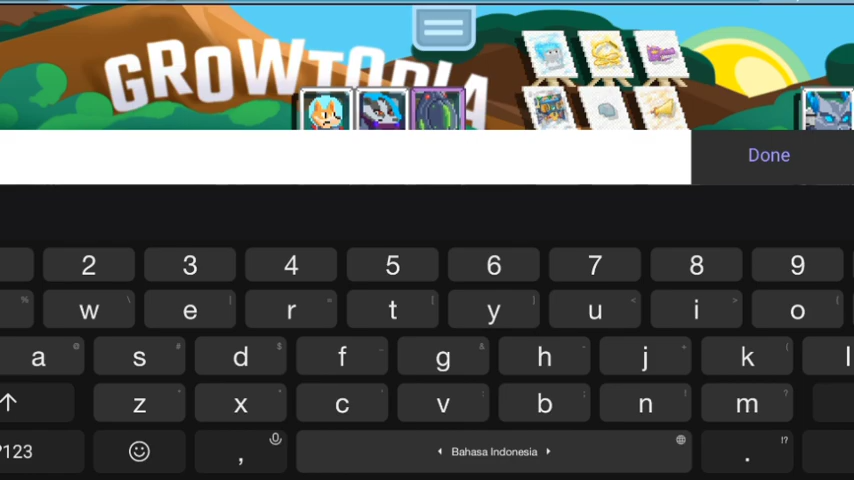 GROWTOPIA
Done
2 3 4 5 6 7 8 9
% w \ e | r = t [ y ] u < i > o {
a @ s # d $ f _ g & h - j + k ( l
z * x " c ' v : b ; n ! m ?
?123 , Bahasa Indonesia . !?